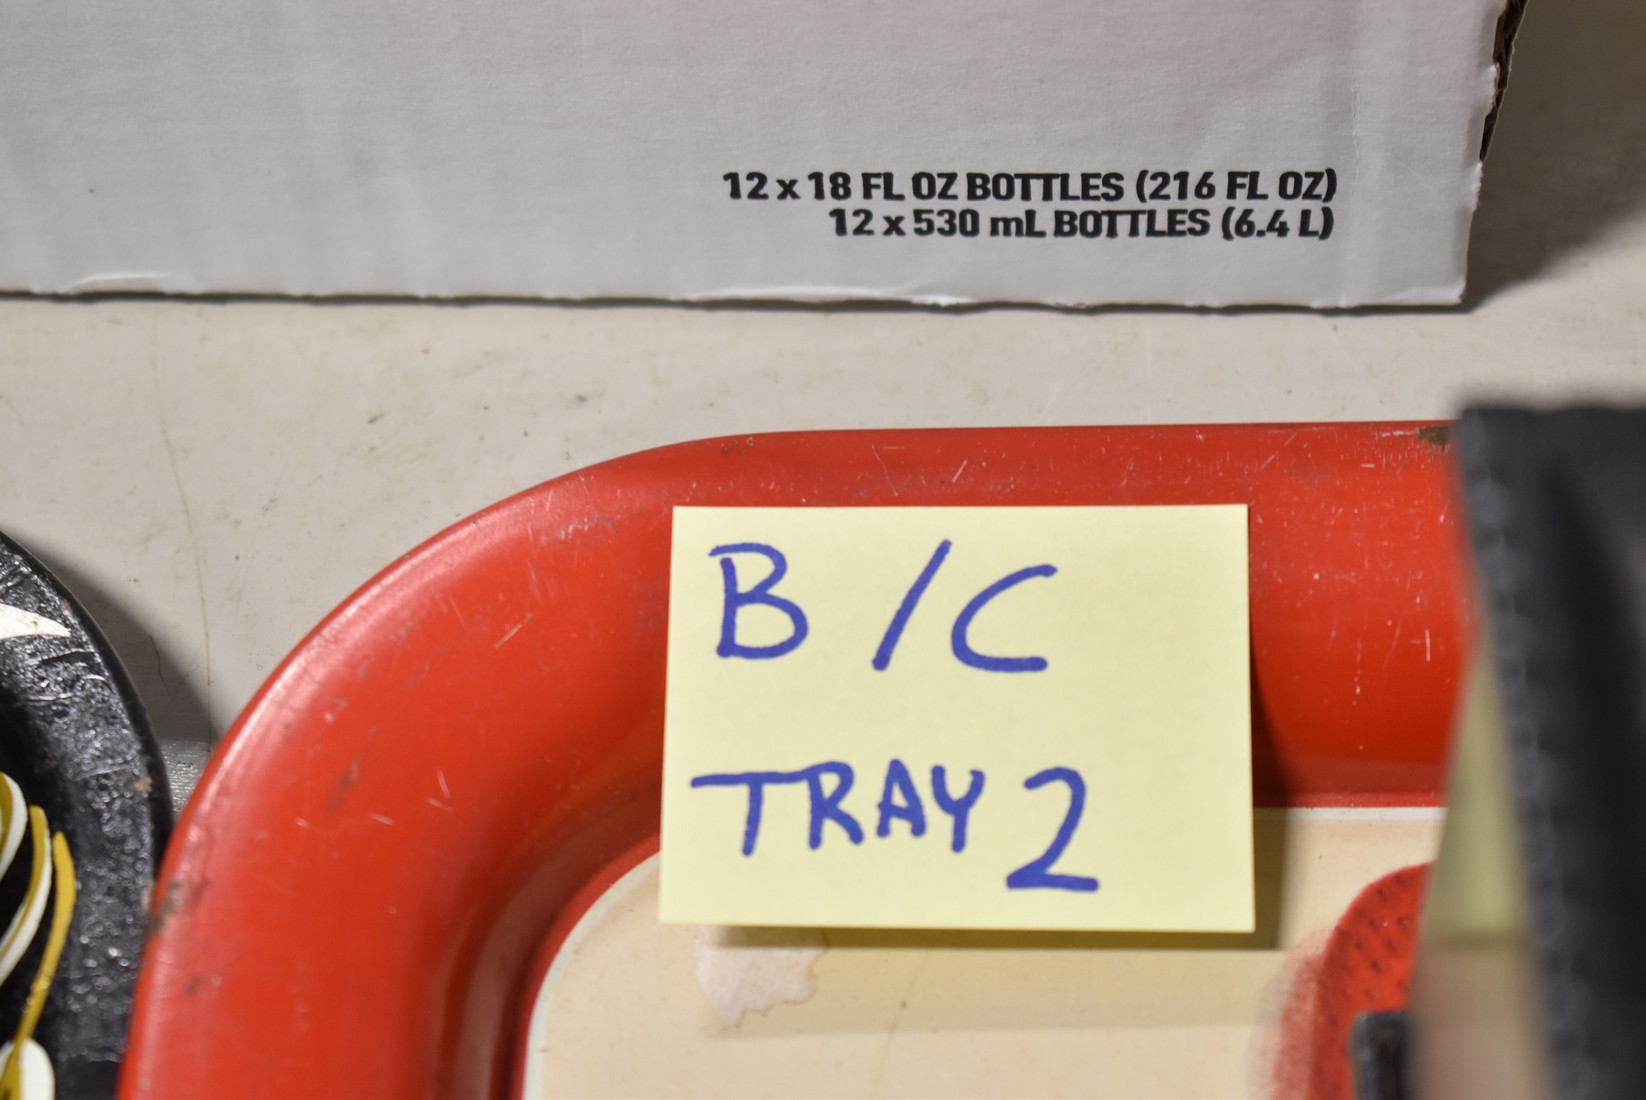 12 x 18 FL OZ BOTTLES (216 FL OZ)
12 x 530 mL BOTTLES (6.4 L)
B/C
TRAY 2